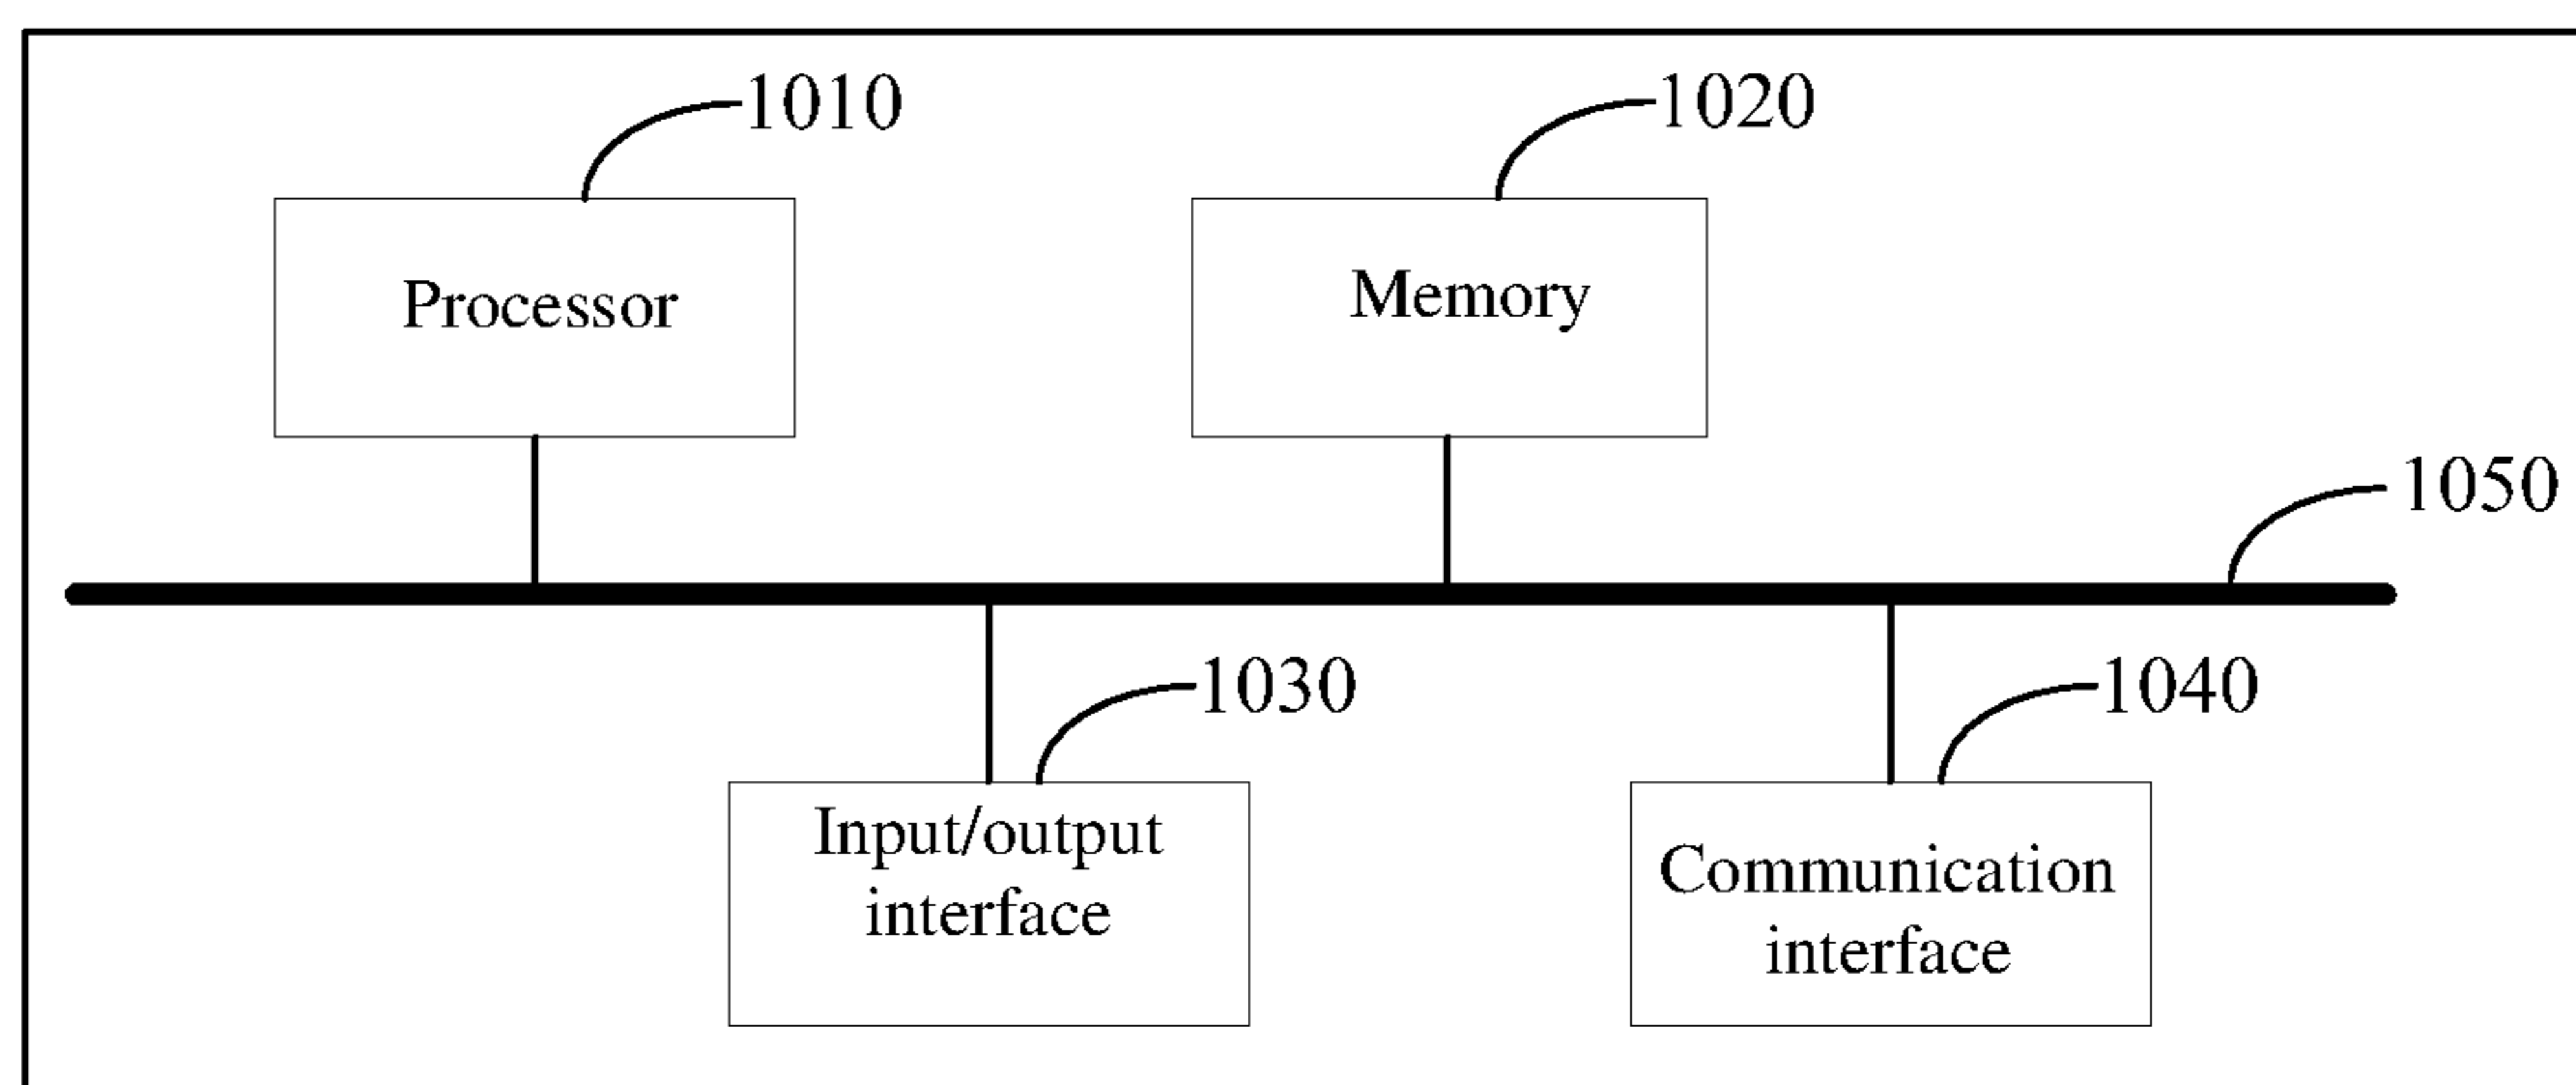 1010
1020
Processor
Memory
1050
1030
1040
Input/output
interface
Communication
interface